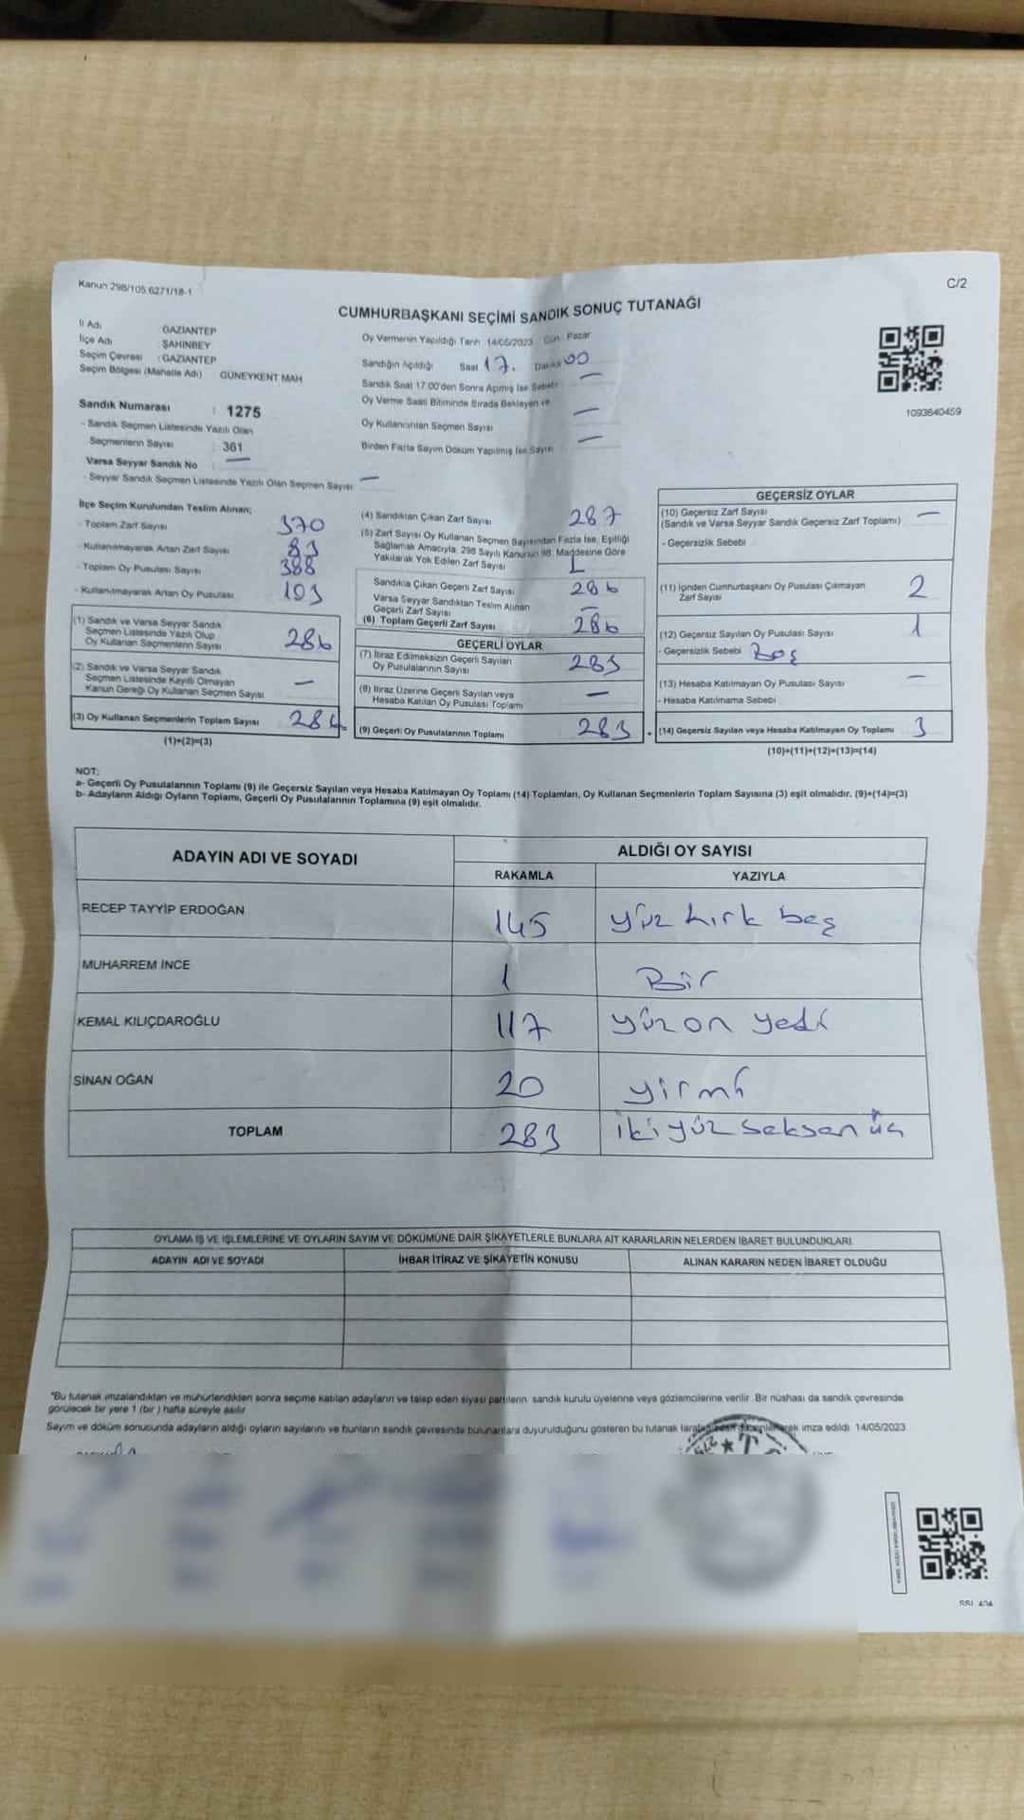 Kanun 298/105 6271/18-1
C/2
CUMHURBAŞKANI SEÇİMİ SANDIK SONUÇ TUTANAĞI
İl Adı GAZİANTEP
İlçe Adı ŞAHİNBEY
Seçim Çevresi : GAZİANTEP
Seçim Bölgesi (Mahalle Adı) GÜNEYKENT MAH
Sandık Numarası : 1275
- Sandık Seçmen Listesinde Yazılı Olan
Seçmenlerin Sayısı : 361
Varsa Seyyar Sandık No —
- Seyyar Sandık Seçmen Listesinde Yazılı Olan Seçmen Sayısı —
Oy Vermenin Yapıldığı Tarih 14/05/2023 Gün Pazar
Sandığın Açıldığı Saat 17. Dakika 00
Sandık Saat 17:00'den Sonra Açılmış İse Sebebi —
Oy Verme Saati Bitiminde Sırada Bekleyen ve
Oy Kullandırılan Seçmen Sayısı —
Birden Fazla Sayım Döküm Yapılmış İse Sayısı —
1093640459
İlçe Seçim Kurulundan Teslim Alınan;
- Toplam Zarf Sayısı 370
- Kullanılmayarak Artan Zarf Sayısı 83
- Toplam Oy Pusulası Sayısı 388
- Kullanılmayarak Artan Oy Pusulası 103
(1) Sandık ve Varsa Seyyar Sandık
Seçmen Listesinde Yazılı Olup
Oy Kullanan Seçmenlerin Sayısı 286
(2) Sandık ve Varsa Seyyar Sandık
Seçmen Listesinde Kayıtlı Olmayan
Kanun Gereği Oy Kullanan Seçmen Sayısı —
(3) Oy Kullanan Seçmenlerin Toplam Sayısı 286
(1)+(2)=(3)
(4) Sandıktan Çıkan Zarf Sayısı 287
(5) Zarf Sayısı Oy Kullanan Seçmen Sayısından Fazla İse, Eşitliği
Sağlamak Amacıyla, 298 Sayılı Kanunun 98. Maddesine Göre
Yakılarak Yok Edilen Zarf Sayısı 1
Sandıkta Çıkan Geçerli Zarf Sayısı 286
Varsa Seyyar Sandıktan Teslim Alınan
Geçerli Zarf Sayısı —
(6) Toplam Geçerli Zarf Sayısı 286
GEÇERLİ OYLAR
(7) İtiraz Edilmeksizin Geçerli Sayılan
Oy Pusulalarının Sayısı 283
(8) İtiraz Üzerine Geçerli Sayılan veya
Hesaba Katılan Oy Pusulası Toplamı —
(9) Geçerli Oy Pusulalarının Toplamı 283
GEÇERSİZ OYLAR
(10) Geçersiz Zarf Sayısı —
(Sandık ve Varsa Seyyar Sandık Geçersiz Zarf Toplamı)
- Geçersizlik Sebebi
(11) İçinden Cumhurbaşkanı Oy Pusulası Çıkmayan
Zarf Sayısı 2
(12) Geçersiz Sayılan Oy Pusulası Sayısı 1
- Geçersizlik Sebebi Boş
(13) Hesaba Katılmayan Oy Pusulası Sayısı —
- Hesaba Katılmama Sebebi
(14) Geçersiz Sayılan veya Hesaba Katılmayan Oy Toplamı 3
(10)+(11)+(12)+(13)=(14)
NOT:
a- Geçerli Oy Pusulalarının Toplamı (9) ile Geçersiz Sayılan veya Hesaba Katılmayan Oy Toplamı (14) Toplamları, Oy Kullanan Seçmenlerin Toplam Sayısına (3) eşit olmalıdır. (9)+(14)=(3)
b- Adayların Aldığı Oyların Toplamı, Geçerli Oy Pusulalarının Toplamına (9) eşit olmalıdır.
ADAYIN ADI VE SOYADI ALDIĞI OY SAYISI
RAKAMLA YAZIYLA
RECEP TAYYİP ERDOĞAN 145 yüz kırk beş
MUHARREM İNCE 1 Bir
KEMAL KILIÇDAROĞLU 117 yüz on yedi
SİNAN OĞAN 20 yirmi
TOPLAM 283 iki yüz seksen üç
OYLAMA İŞ VE İŞLEMLERİNE VE OYLARIN SAYIM VE DÖKÜMÜNE DAİR ŞİKAYETLERLE BUNLARA AİT KARARLARIN NELERDEN İBARET BULUNDUKLARI
ADAYIN ADI VE SOYADI İHBAR İTİRAZ VE ŞİKAYETİN KONUSU ALINAN KARARIN NEDEN İBARET OLDUĞU
*Bu tutanak imzalandıktan ve mühürlendikten sonra seçime katılan adayların ve talep eden siyasi partilerin sandık kurulu üyelerine veya gözlemcilerine verilir. Bir nüshası da sandık çevresinde
görülecek bir yere 1 (bir) hafta süreyle asılır
Sayım ve döküm sonucunda adayların aldığı oyların sayılarını ve bunların sandık çevresinde bulunanlara duyurulduğunu gösteren bu tutanak imza edildi 14/05/2023